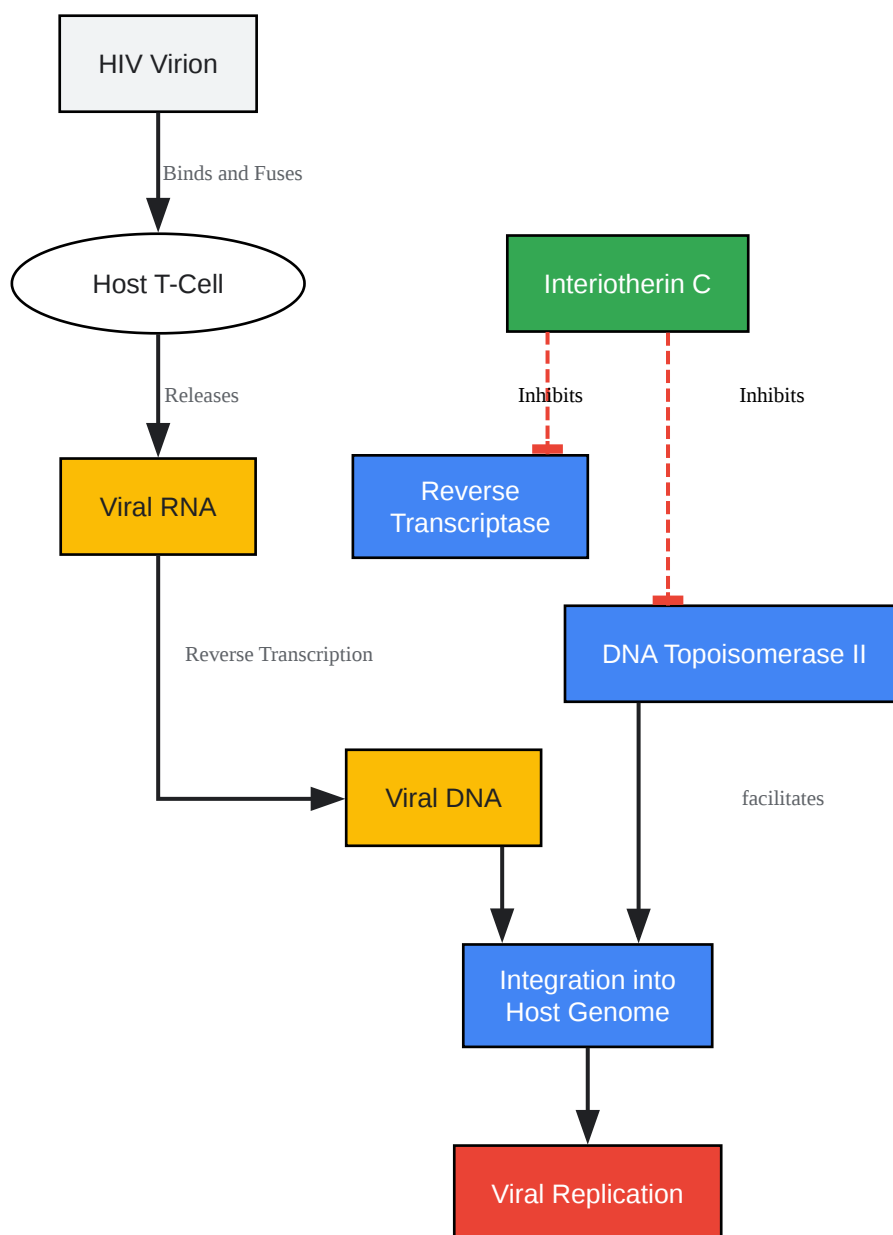 HIV Virion
Binds and Fuses
Host T-Cell
Interiotherin C
Releases
Inhibits
Inhibits
Viral RNA
Reverse
Transcriptase
Reverse Transcription
DNA Topoisomerase II
Viral DNA
facilitates
Integration into
Host Genome
Viral Replication